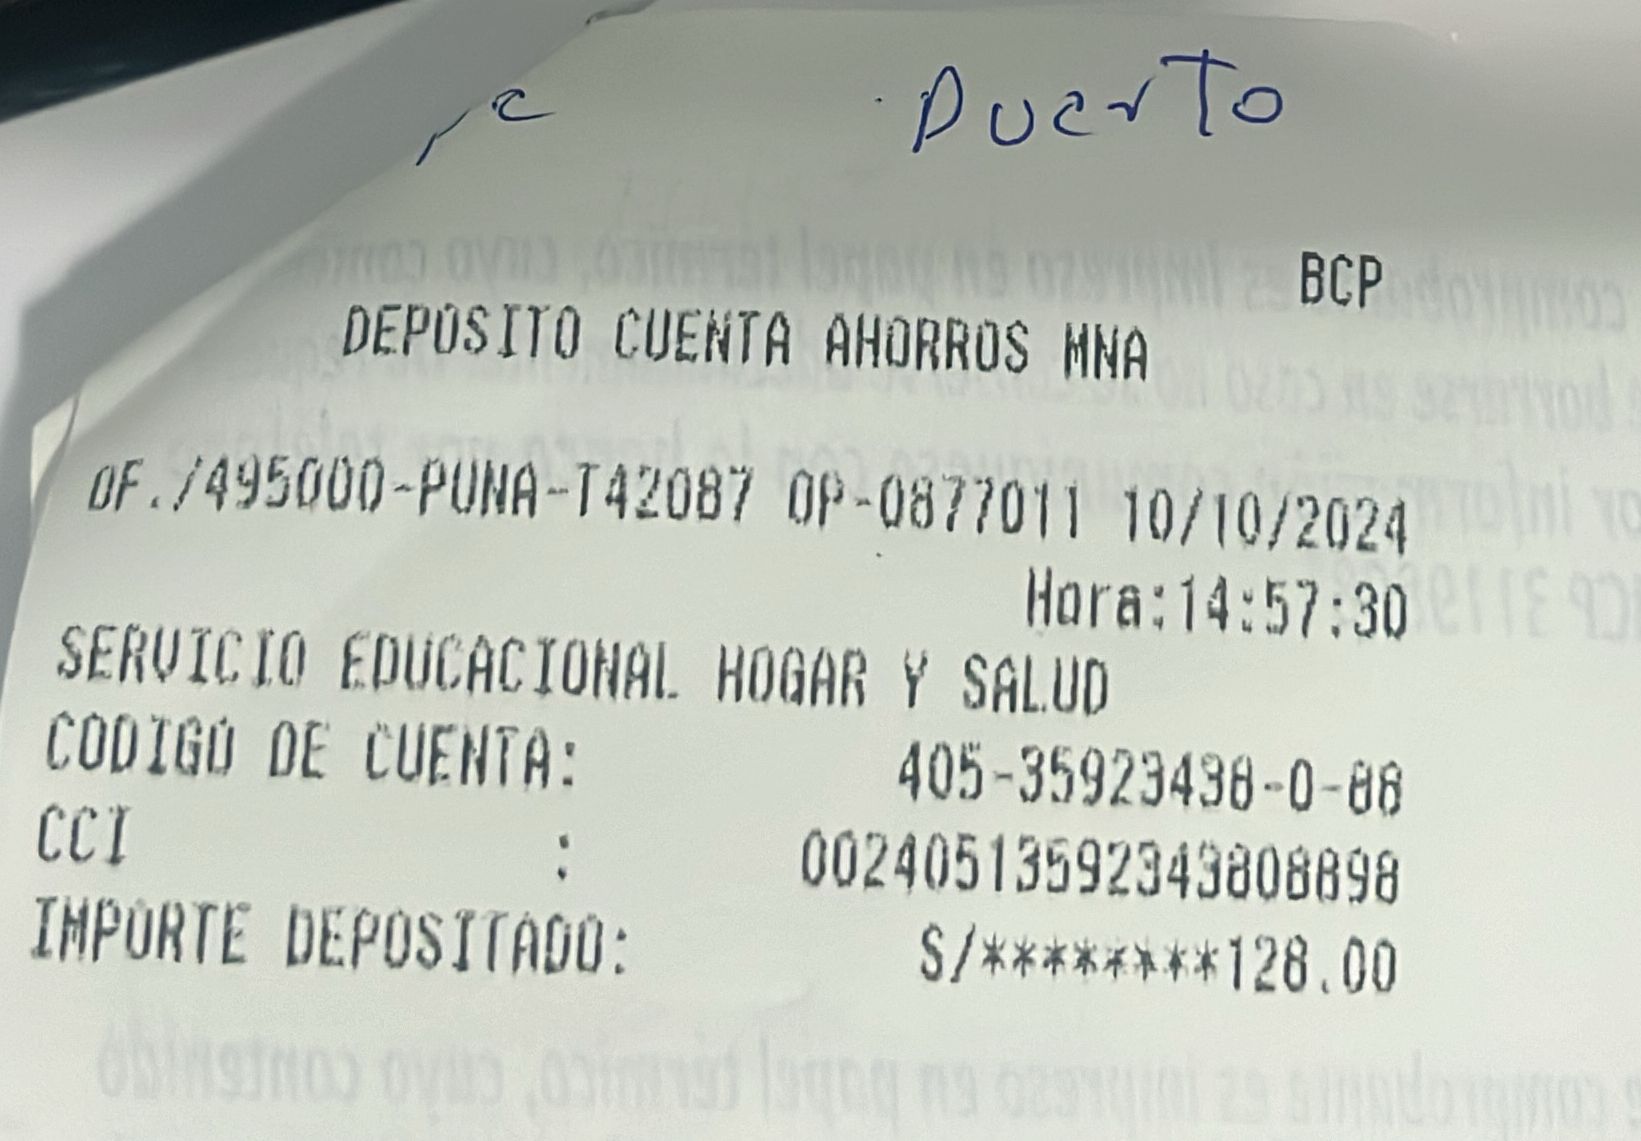 Puerto
BCP
DEPOSITO CUENTA AHORROS MNA
OF./495000-PUNA-T42087 OP-0877011 10/10/2024
Hora:14:57:30
SERVICIO EDUCACIONAL HOGAR Y SALUD
CODIGO DE CUENTA: 405-35923438-0-88
CCI : 00240513592343808898
IMPORTE DEPOSITADO: S/********128.00